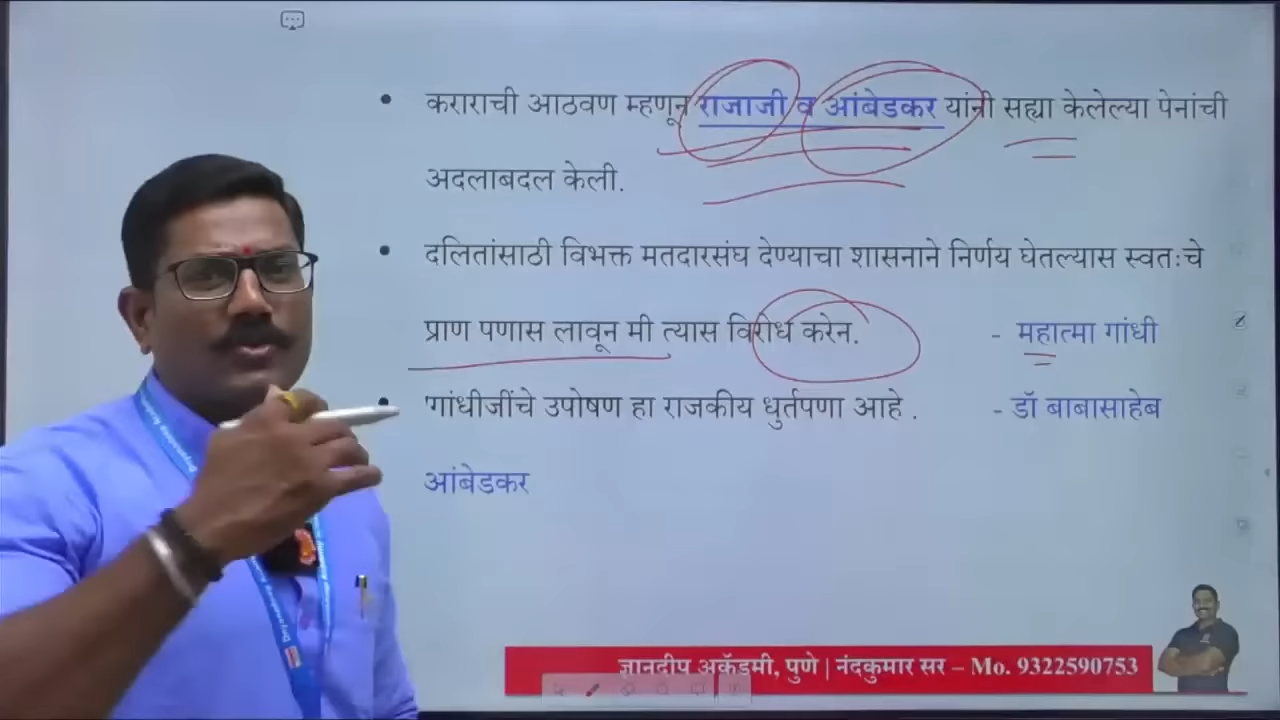 कराराची आठवण म्हणून राजाजी व आंबेडकर यांनी सह्या केलेल्या पेनांची
अदलाबदल केली.
दलितांसाठी विभक्त मतदारसंघ देण्याचा शासनाने निर्णय घेतल्यास स्वतःचे
प्राण पणास लावून मी त्यास विरोध करेन. - महात्मा गांधी
'गांधीजींचे उपोषण हा राजकीय धुर्तपणा आहे . - डॉ बाबासाहेब
आंबेडकर
ज्ञानदीप अकॅडमी, पुणे | नंदकुमार सर – Mo. 9322590753